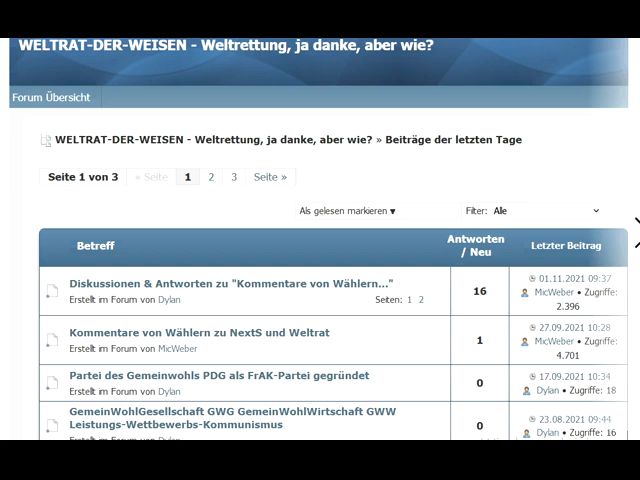 WELTRAT-DER-WEISEN - Weltrettung, ja danke, aber wie?
Forum Übersicht
WELTRAT-DER-WEISEN - Weltrettung, ja danke, aber wie? » Beiträge der letzten Tage
Seite 1 von 3 « Seite 1 2 3 Seite »
Als gelesen markieren ▼ Filter: Alle
Betreff Antworten / Neu Letzter Beitrag
Diskussionen & Antworten zu "Kommentare von Wählern..."
Erstellt im Forum von Dylan Seiten: 1 2
16
01.11.2021 09:37
MicWeber • Zugriffe:
2.396
Kommentare von Wählern zu NextS und Weltrat
Erstellt im Forum von MicWeber
1
27.09.2021 10:28
MicWeber • Zugriffe:
4.701
Partei des Gemeinwohls PDG als FrAK-Partei gegründet
Erstellt im Forum von Dylan
0
17.09.2021 10:34
Dylan • Zugriffe: 18
GemeinWohlGesellschaft GWG GemeinWohlWirtschaft GWW
Leistungs-Wettbewerbs-Kommunismus
Erstellt im Forum von Dylan
0
23.08.2021 09:44
Dylan • Zugriffe: 16